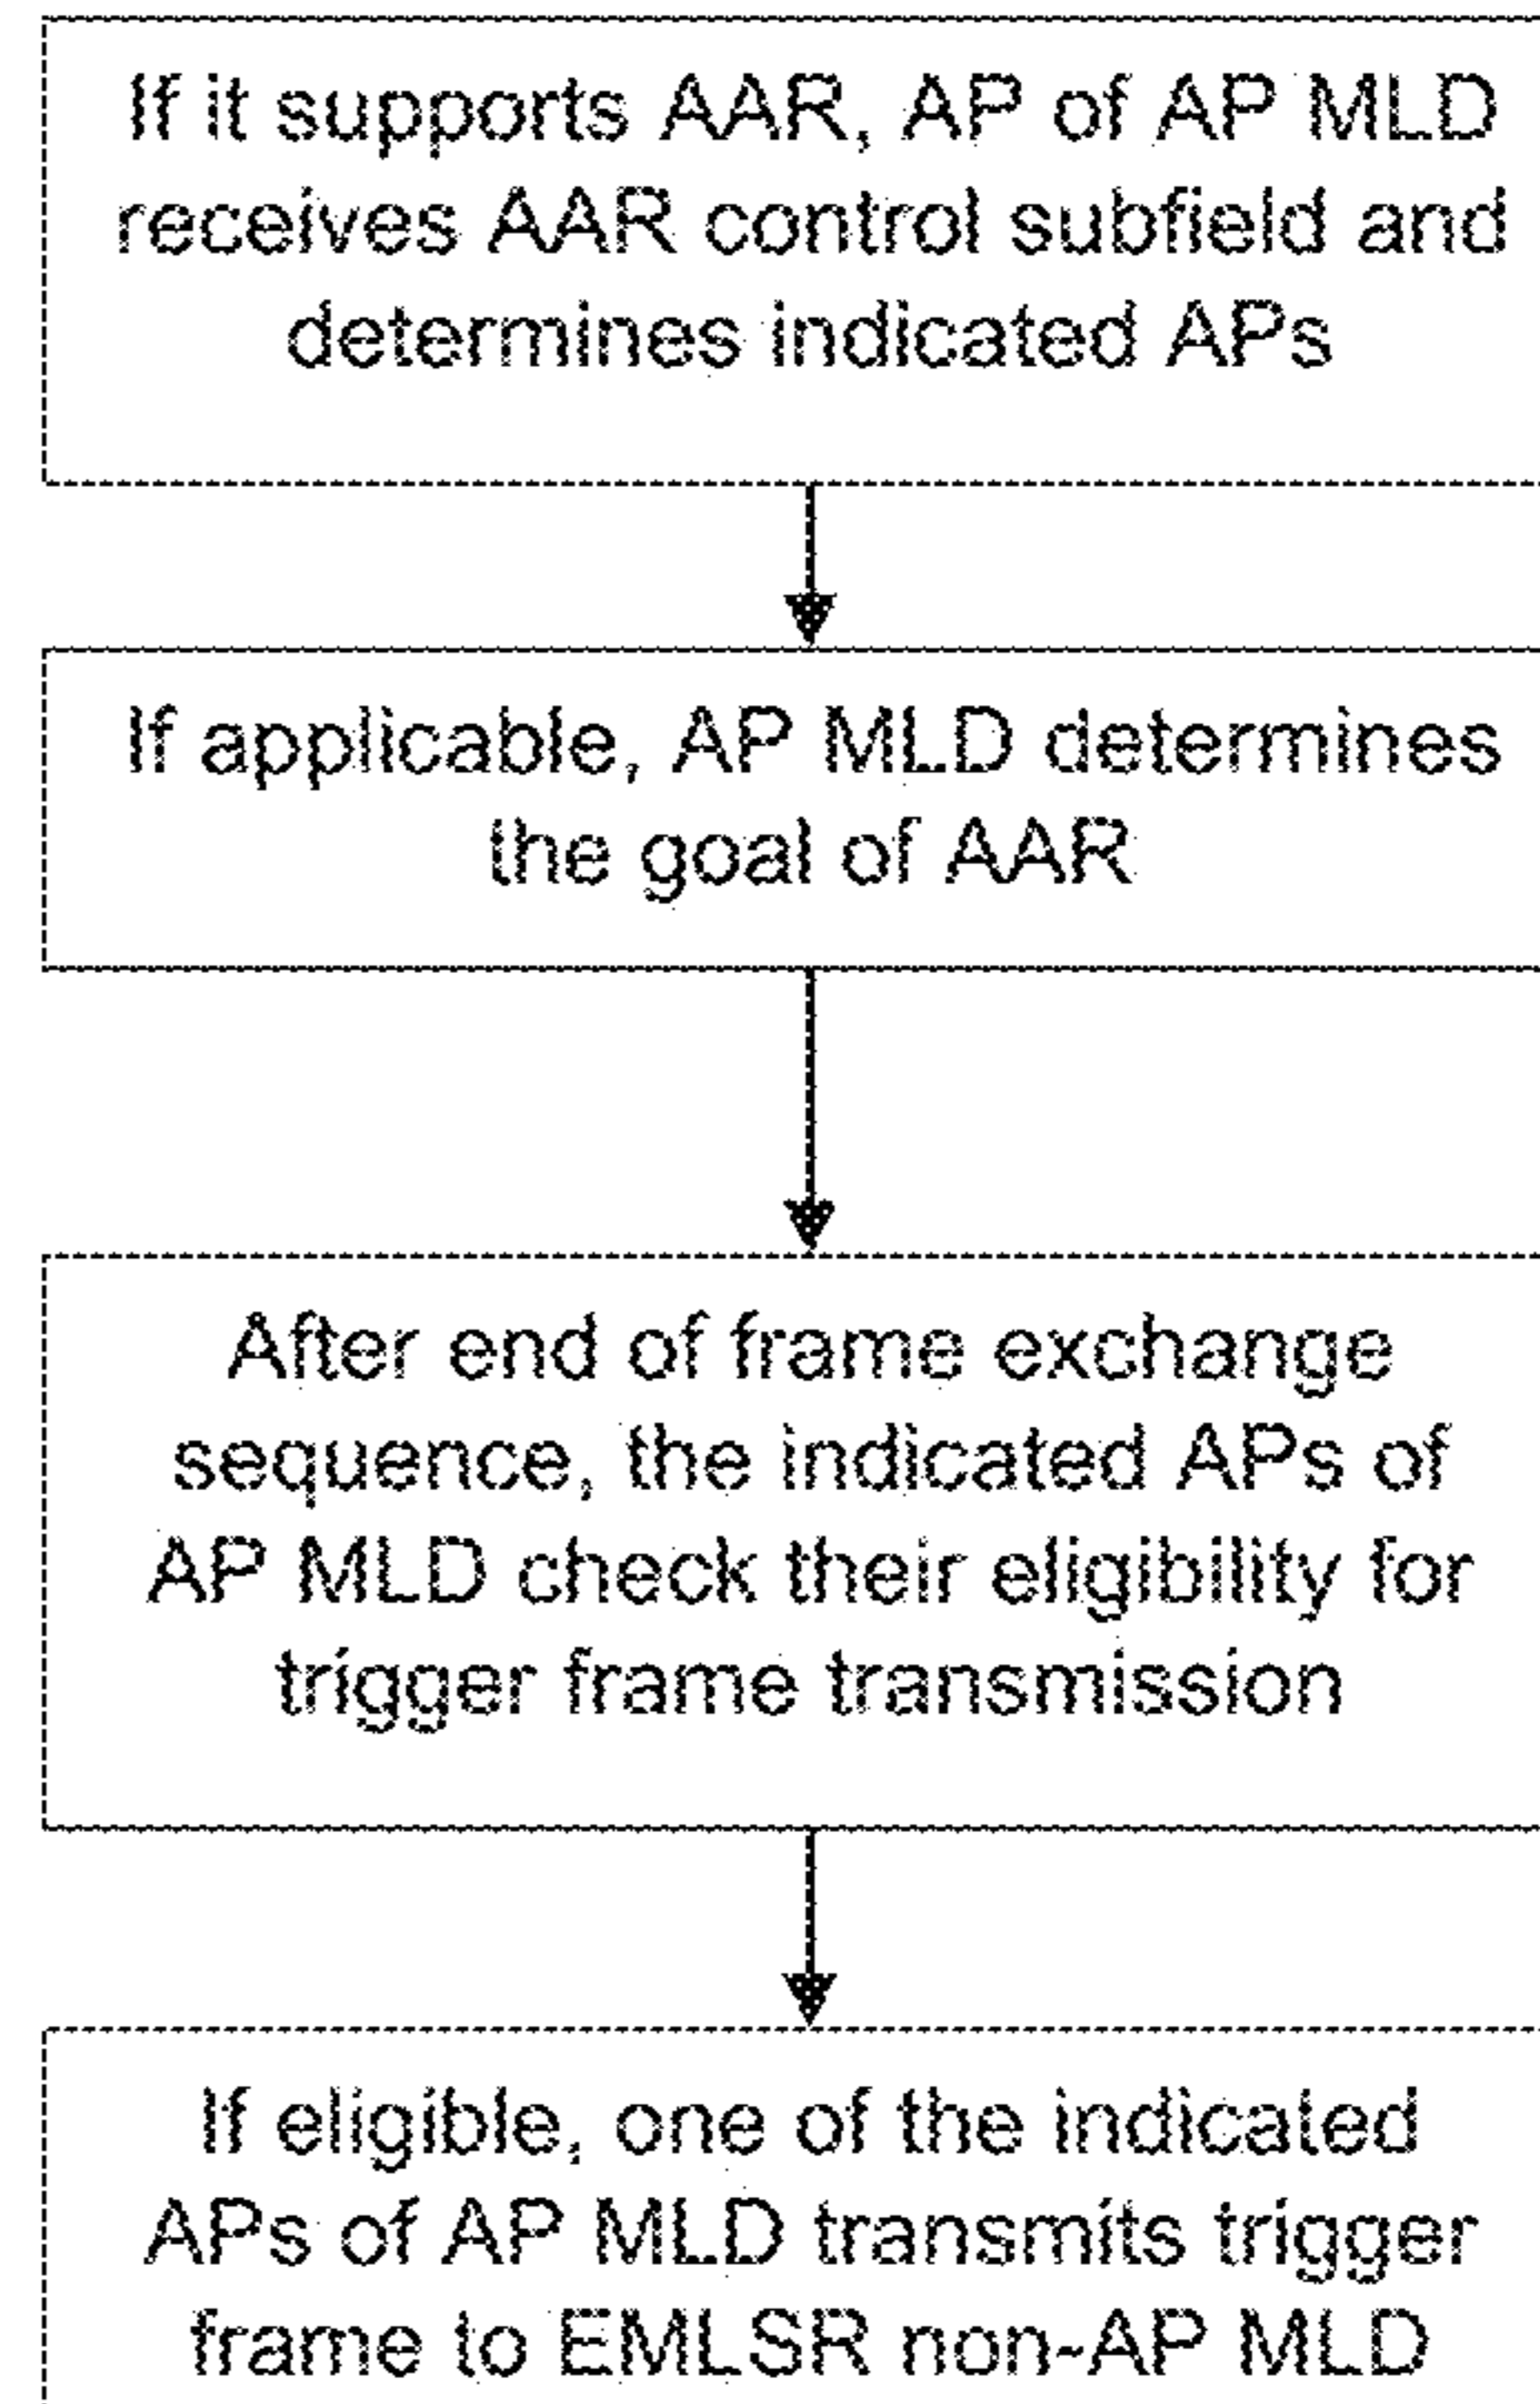 If it supports AAR, AP of AP MLD
receives AAR control subfield and
determines indicated APs
If applicable, AP MLD determines
the goal of AAR
After end of frame exchange
sequence, the indicated APs of
AP MLD check their eligibility for
trigger frame transmission
If eligible, one of the indicated
APs of AP MLD transmits trigger
frame to EMLSR non-AP MLD